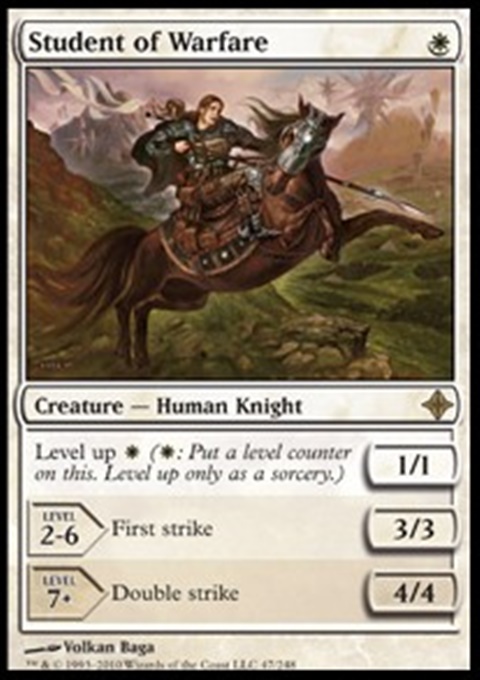 Student of Warfare
Creature — Human Knight
Level up (: Put a level counter
on this. Level up only as a sorcery.)
1/1
LEVEL
2-6
First strike
3/3
LEVEL
7+
Double strike
4/4
Volkan Baga
™ & © 1993-2010 Wizards of the Coast LLC 47/248